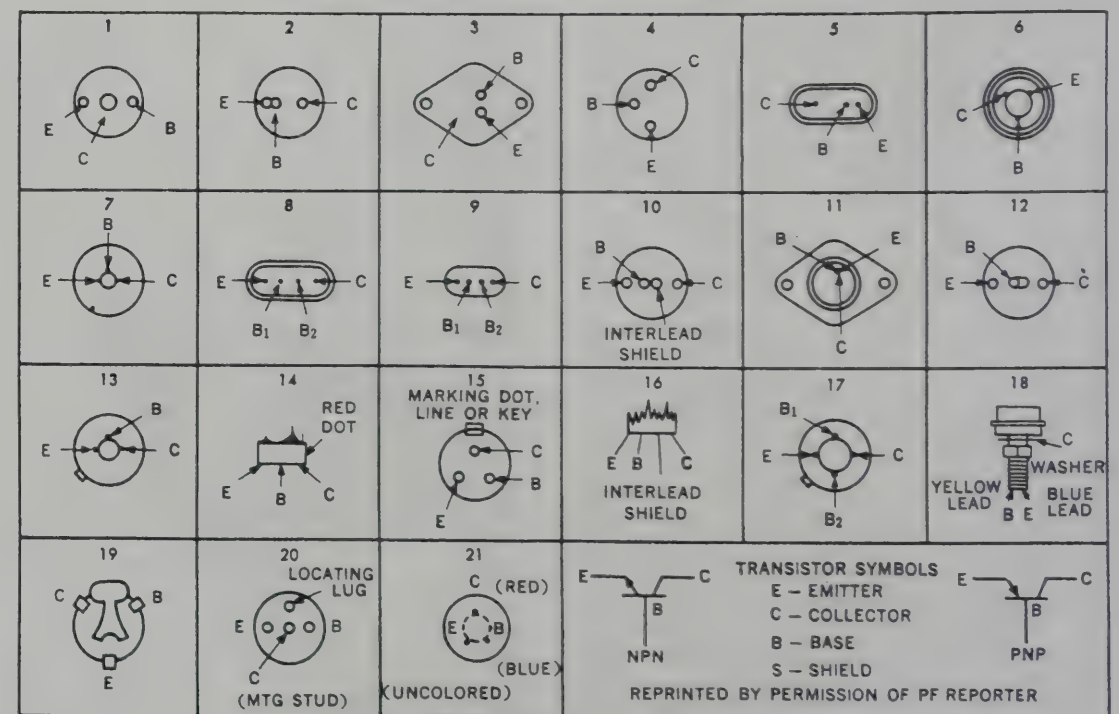 1
E
C
B
2
E
C
B
3
B
C
E
4
C
B
E
5
C
B
E
6
E
C
B
7
B
E
C
8
E
C
B1 B2
9
E
C
B1 B2
10
B
E
C
INTERLEAD
SHIELD
11
B
E
C
12
B
E
C
13
B
E
C
14
RED
DOT
E
B
C
15
MARKING DOT,
LINE OR KEY
C
B
E
16
E B C
INTERLEAD
SHIELD
17
B1
E
C
B2
18
C
WASHER
YELLOW
LEAD
BLUE
LEAD
B E
19
C
B
E
20
LOCATING
LUG
E
B
C
(MTG STUD)
21
C (RED)
E B
(BLUE)
(UNCOLORED)
E
C
B
NPN
TRANSISTOR SYMBOLS
E – EMITTER
C – COLLECTOR
B – BASE
S – SHIELD
E
C
B
PNP
REPRINTED BY PERMISSION OF PF REPORTER